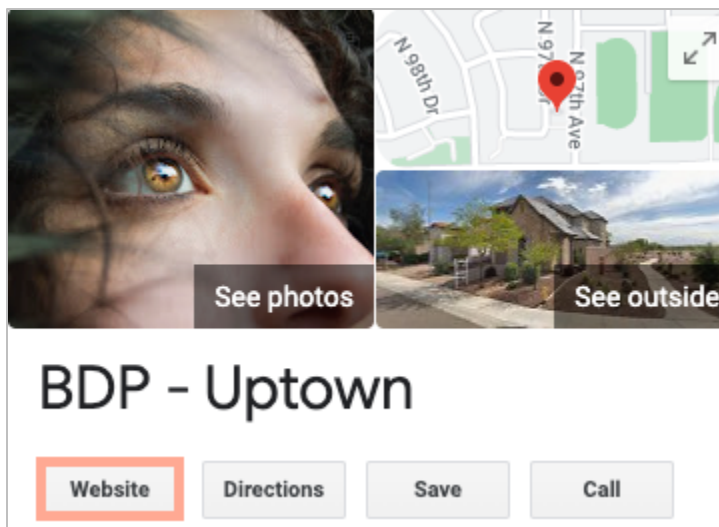 N 98th Dr
N 97th Ave
See photos
See outside
BDP - Uptown
Website
Directions
Save
Call